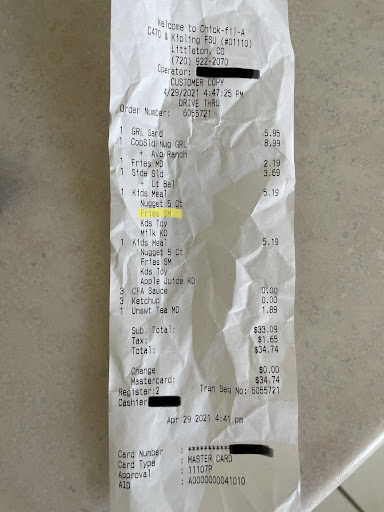 Welcome to Chick-fil-A
C470 & Kipling FSU (#01110)
Littleton, CO
(720) 922-2070
Operator:
CUSTOMER COPY
4/29/2021 4:47:25 PM
DRIVE THRU
Order Number: 6055721
1 GRL Sand 5.95
1 CobSld Nug GRL 8.99
+ Avo Ranch
1 Fries MD 2.19
1 Side Sld 3.69
+ Lt Bal
1 Kids Meal 5.19
Nugget 5 Ct
Fries SM
Kds Toy
Milk KD
1 Kids Meal 5.19
Nugget 5 Ct
Fries SM
Kds Toy
Apple Juice KD
3 CFA Sauce 0.00
3 Ketchup 0.00
1 Unswt Tea MD 1.89
Sub. Total: $33.09
Tax: $1.65
Total: $34.74
Change $0.00
Mastercard: $34.74
Register:2 Tran Seq No: 6055721
Cashier
Apr 29 2021 4:41 pm
Card Number : ***********
Card Type : MASTER CARD
Approval : 11107P
AID : A0000000041010